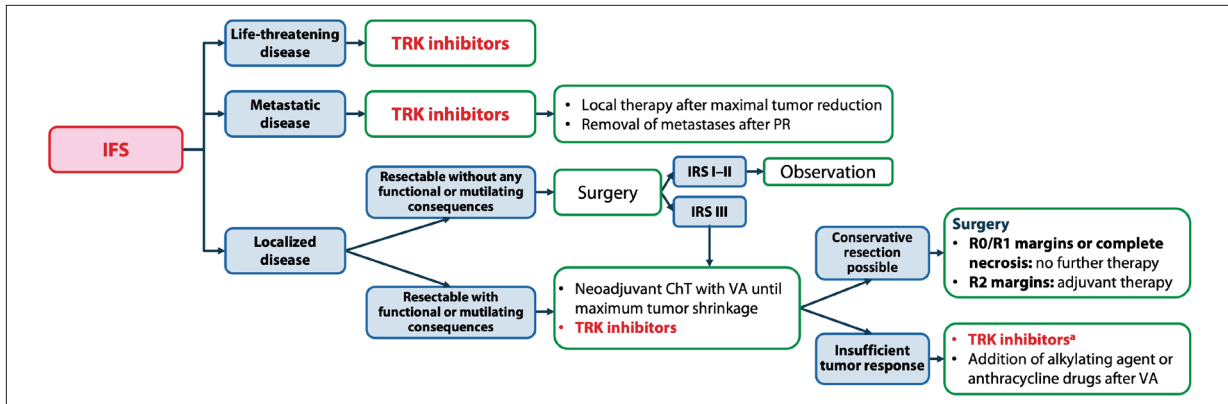 IFS
Life-threatening
disease
TRK inhibitors
Metastatic
disease
TRK inhibitors
• Local therapy after maximal tumor reduction
• Removal of metastases after PR
Localized
disease
Resectable without any
functional or mutilating
consequences
Surgery
IRS I–II
Observation
IRS III
Resectable with
functional or mutilating
consequences
• Neoadjuvant ChT with VA until
maximum tumor shrinkage
• TRK inhibitors
Conservative
resection
possible
Surgery
• R0/R1 margins or complete
necrosis: no further therapy
• R2 margins: adjuvant therapy
Insufficient
tumor response
• TRK inhibitorsᵃ
• Addition of alkylating agent or
anthracycline drugs after VA